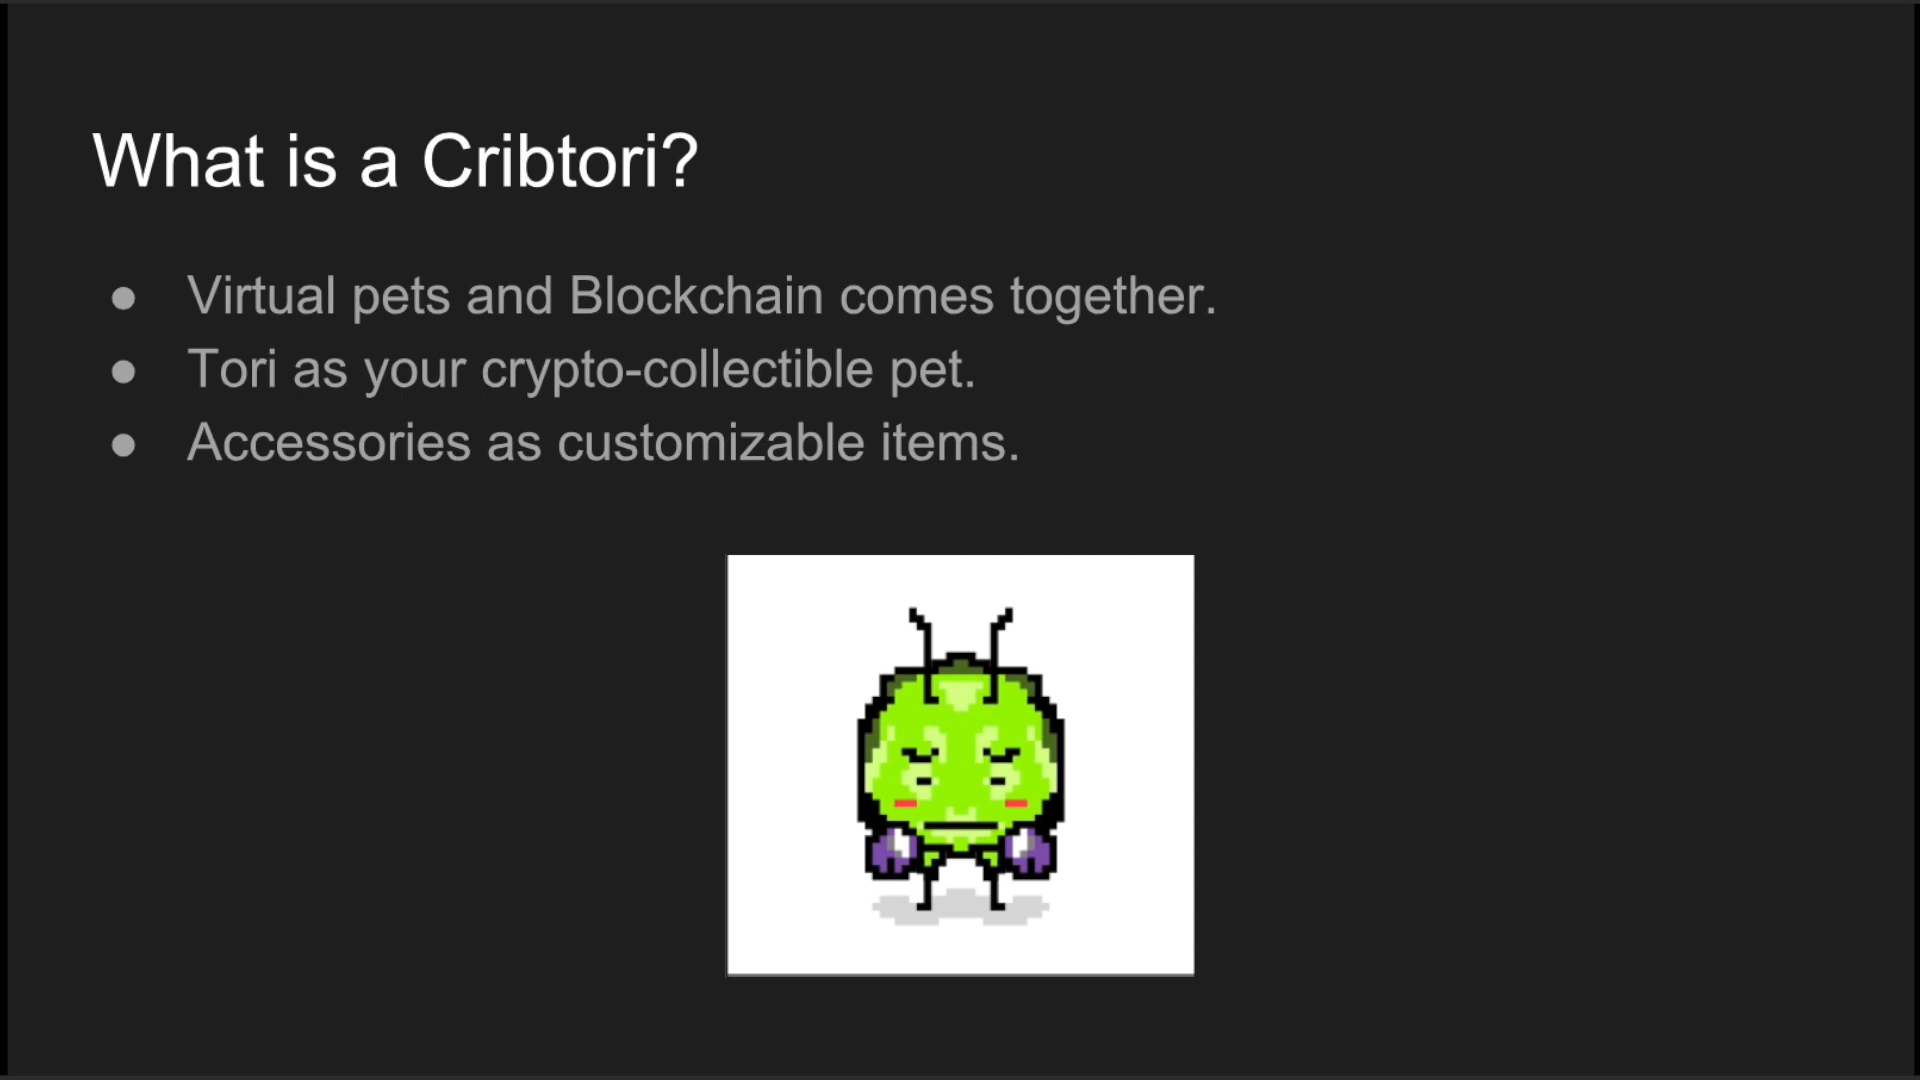 What is a Cribtori?
● Virtual pets and Blockchain comes together.
● Tori as your crypto-collectible pet.
● Accessories as customizable items.